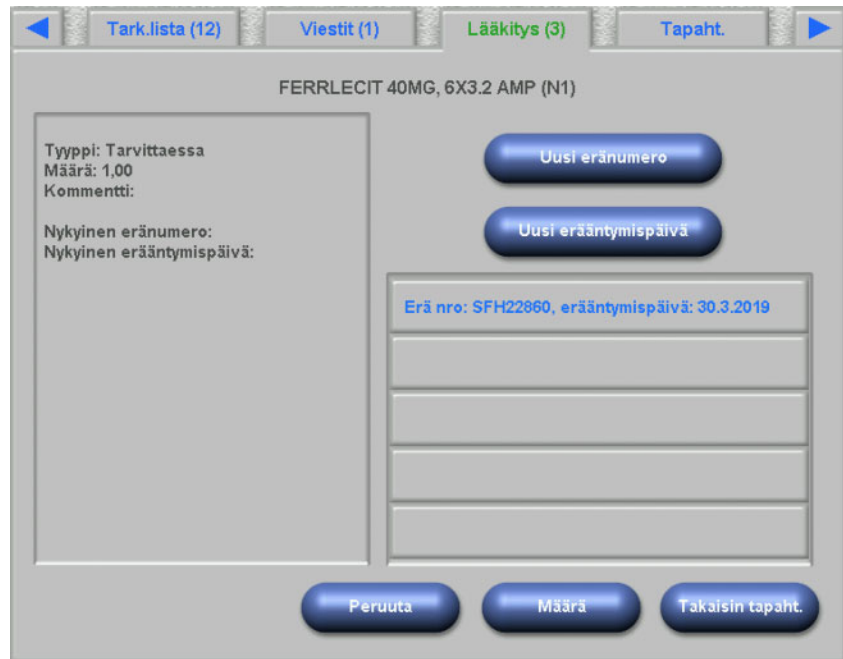 Tark.lista (12) Viestit (1) Lääkitys (3) Tapaht.
FERRLECIT 40MG, 6X3.2 AMP (N1)
Tyyppi: Tarvittaessa
Määrä: 1,00
Kommentti:
Nykyinen eränumero:
Nykyinen erääntymispäivä:
Uusi eränumero
Uusi erääntymispäivä
Erä nro: SFH22860, erääntymispäivä: 30.3.2019
Peruuta Määrä Takaisin tapaht.